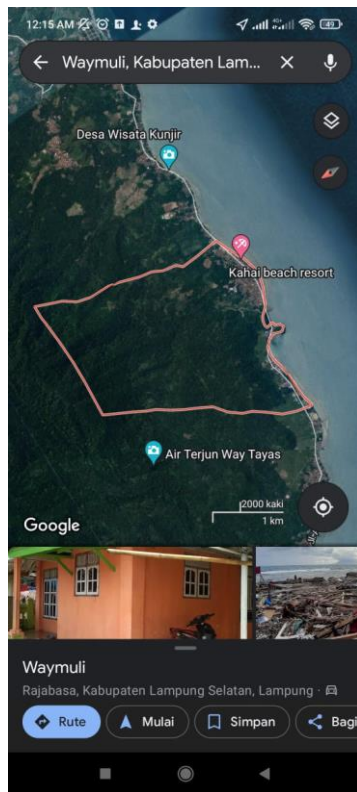 12:15 AM
49
Waymuli, Kabupaten Lam...
Desa Wisata Kunjir
Kahai beach resort
Air Terjun Way Tayas
2000 kaki
1 km
Google
Waymuli
Rajabasa, Kabupaten Lampung Selatan, Lampung ·
Rute
Mulai
Simpan
Bagi